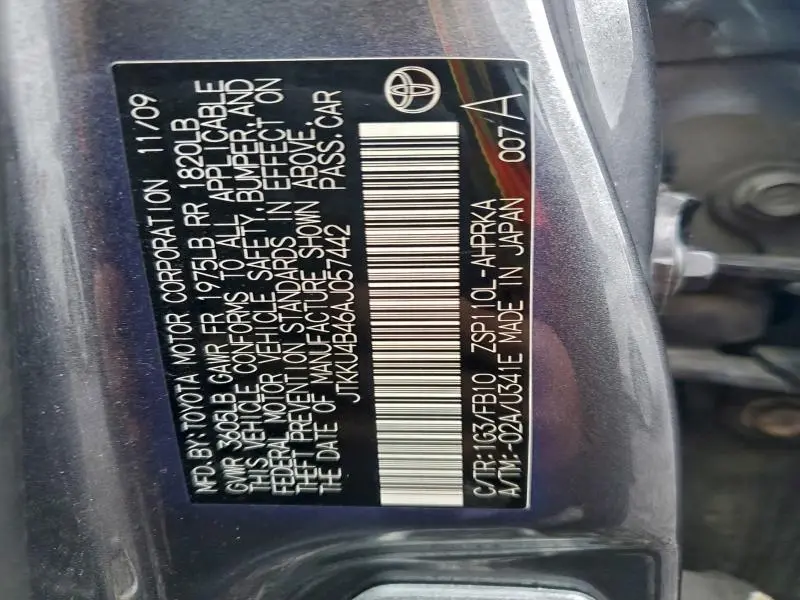 MFD. BY: TOYOTA MOTOR CORPORATION 11/09
GVWR 3605LB GAWR FR 1975LB RR 1820LB
THIS VEHICLE CONFORMS TO ALL APPLICABLE
FEDERAL MOTOR VEHICLE SAFETY, BUMPER, AND
THEFT PREVENTION STANDARDS IN EFFECT ON
THE DATE OF MANUFACTURE SHOWN ABOVE.
JTKKU4B46AJ057442 PASS. CAR
C/TR: 1G3/FB10 ZSP110L-AHPRKA
A/TM: -02A/U341E MADE IN JAPAN 007A